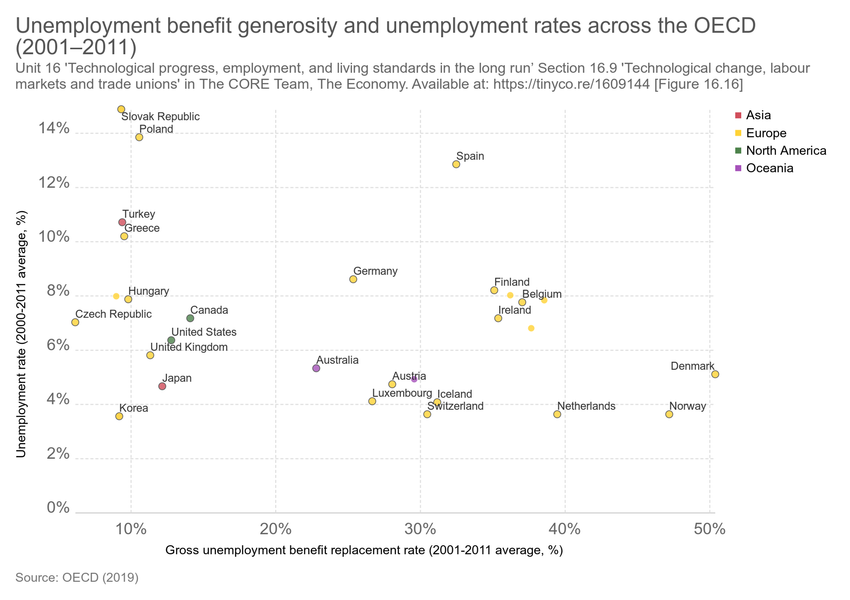 Unemployment benefit generosity and unemployment rates across the OECD
(2001–2011)
Unit 16 'Technological progress, employment, and living standards in the long run’ Section 16.9 'Technological change, labour
markets and trade unions' in The CORE Team, The Economy. Available at: https://tinyco.re/1609144 [Figure 16.16]
Asia
Europe
North America
Oceania
Unemployment rate (2000-2011 average, %)
14%
12%
10%
8%
6%
4%
2%
0%
Slovak Republic
Poland
Spain
Turkey
Greece
Germany
Finland
Hungary
Belgium
Czech Republic
Canada
Ireland
United States
United Kingdom
Australia
Denmark
Japan
Austria
Luxembourg
Iceland
Korea
Switzerland
Netherlands
Norway
10%
20%
30%
40%
50%
Gross unemployment benefit replacement rate (2001-2011 average, %)
Source: OECD (2019)